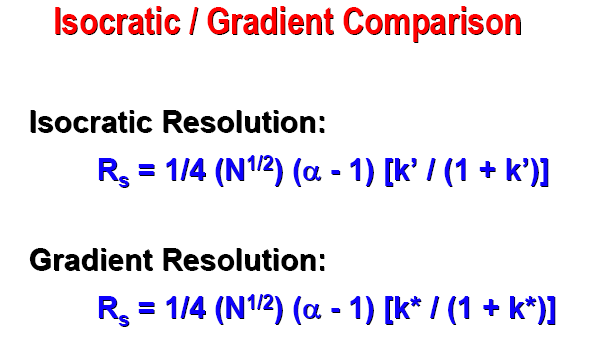 Isocratic / Gradient Comparison
Isocratic Resolution:
Rₛ = 1/4 (N¹/²) (α - 1) [k’ / (1 + k’)]
Gradient Resolution:
Rₛ = 1/4 (N¹/²) (α - 1) [k* / (1 + k*)]